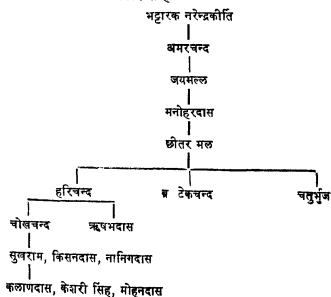 भट्टारक नरेन्द्रकीर्ति
अमरचन्द
जयमल्ल
मनोहरदास
छीतर मल
हरिचन्द ब्र टेकचन्द चतुर्भुज
चोखचन्द ऋषभदास
सुखराम, किसनदास, नानिगदास
कलाणदास, केशरी सिंह, मोहनदास